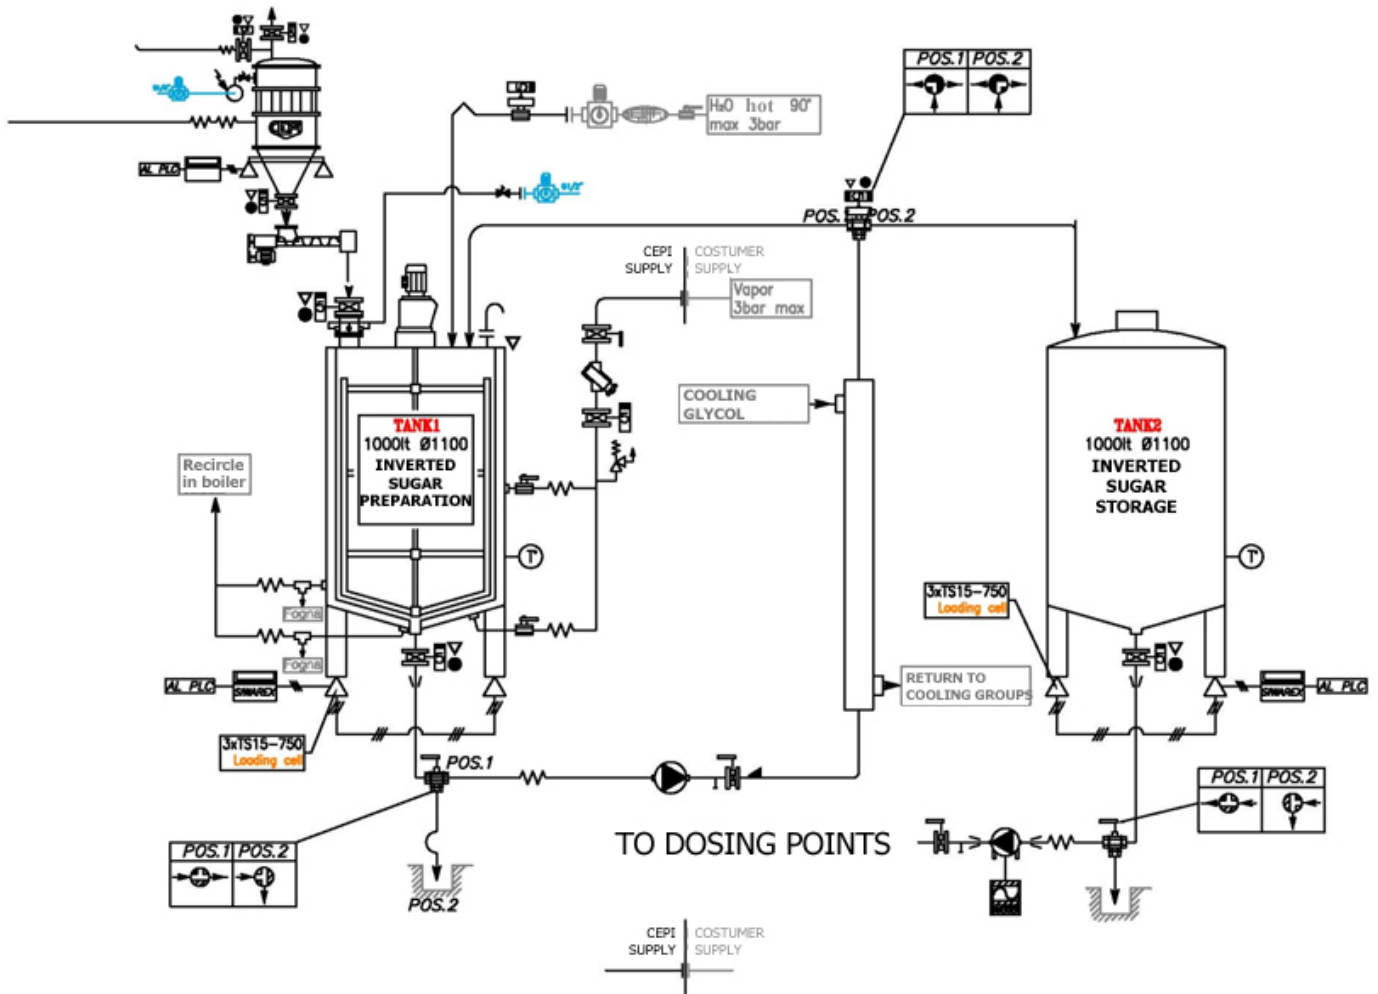 POS.1 POS.2
H₂O hot 90°
max 3bar
AL PLC
POS. POS.2
CEPI
SUPPLY
COSTUMER
SUPPLY
Vapor
3bar max
COOLING
GLYCOL
TANK1
1000lt Ø1100
INVERTED
SUGAR
PREPARATION
TANK2
1000lt Ø1100
INVERTED
SUGAR
STORAGE
Recircle
in boiler
T°
T°
Fogna
Fogna
3xTS15-750
Loading cell
AL PLC
SIWAREX
RETURN TO
COOLING GROUPS
SIWAREX
AL PLC
3xTS15-750
Loading cell
POS.1
POS.1 POS.2
TO DOSING POINTS
POS.1 POS.2
POS.2
CEPI
SUPPLY
COSTUMER
SUPPLY